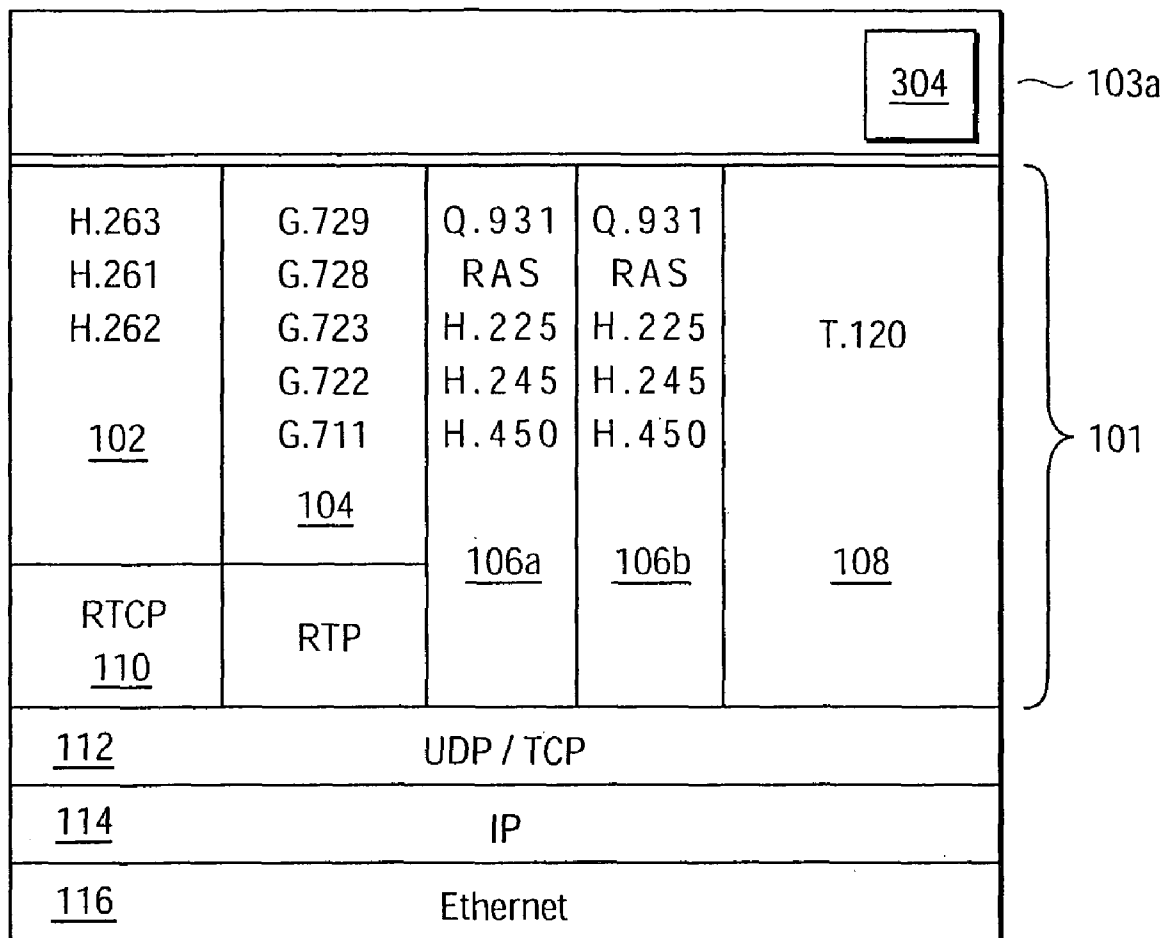 304
103a
H.263
H.261
H.262
102
G.729
G.728
G.723
G.722
G.711
104
Q.931
RAS
H.225
H.245
H.450
106a
Q.931
RAS
H.225
H.245
H.450
106b
T.120
108
101
RTCP
110
RTP
112 UDP / TCP
114 IP
116 Ethernet